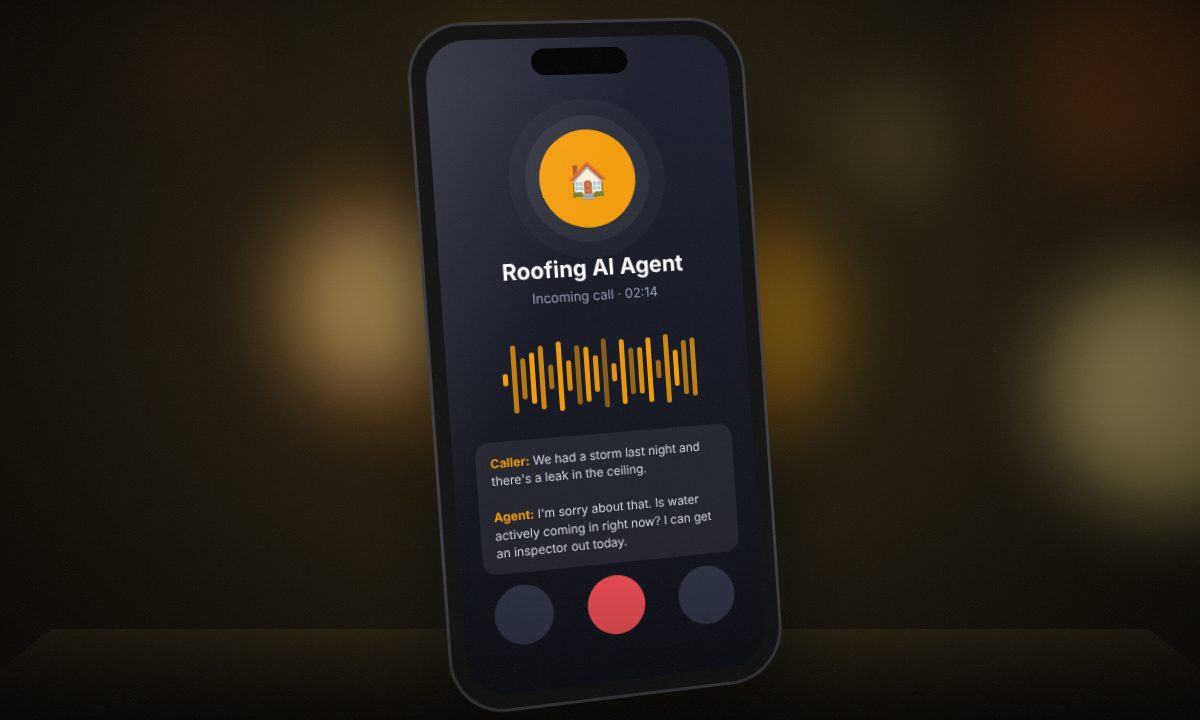 Roofing AI Agent
Incoming call · 02:14
Caller: We had a storm last night and
there's a leak in the ceiling.
Agent: I'm sorry about that. Is water
actively coming in right now? I can get
an inspector out today.